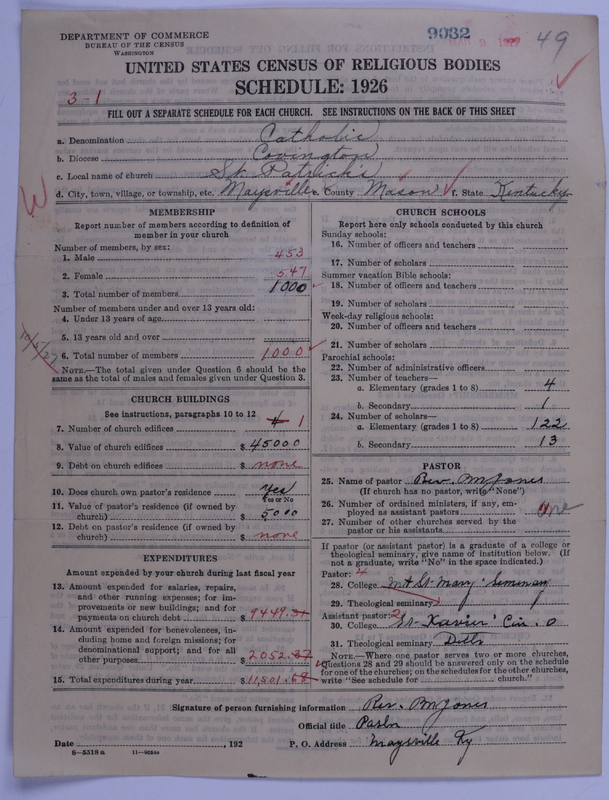 DEPARTMENT OF COMMERCE
BUREAU OF THE CENSUS
WASHINGTON
9032
MAR 9 1927
49
UNITED STATES CENSUS OF RELIGIOUS BODIES
SCHEDULE: 1926
3-1
FILL OUT A SEPARATE SCHEDULE FOR EACH CHURCH. SEE INSTRUCTIONS ON THE BACK OF THIS SHEET
a. Denomination Catholic
b. Diocese Covington
c. Local name of church St. Patricks
d. City, town, village, or township, etc. Maysville e. County Mason f. State Kentucky
MEMBERSHIP
Report number of members according to definition of
member in your church
Number of members, by sex:
1. Male 453
2. Female 547
3. Total number of members 1000
Number of members under and over 13 years old:
4. Under 13 years of age
5. 13 years old and over
6. Total number of members 1000
NOTE.—The total given under Question 6 should be the
same as the total of males and females given under Question 3.
CHURCH BUILDINGS
See instructions, paragraphs 10 to 12
7. Number of church edifices 1
8. Value of church edifices $ 45000
9. Debt on church edifices $ none
10. Does church own pastor's residence Yes
Yes or No
11. Value of pastor's residence (if owned by
church) $ 5000
12. Debt on pastor's residence (if owned by
church) $ none
EXPENDITURES
Amount expended by your church during last fiscal year
13. Amount expended for salaries, repairs,
and other running expenses; for im-
provements or new buildings; and for
payments on church debt $ 9449.31
14. Amount expended for benevolences, in-
cluding home and foreign missions; for
denominational support; and for all
other purposes $ 2052.37
15. Total expenditures during year $ 11,501.68
CHURCH SCHOOLS
Report here only schools conducted by this church
Sunday schools:
16. Number of officers and teachers
17. Number of scholars
Summer vacation Bible schools:
18. Number of officers and teachers
19. Number of scholars
Week-day religious schools:
20. Number of officers and teachers
21. Number of scholars
Parochial schools:
22. Number of administrative officers
23. Number of teachers—
a. Elementary (grades 1 to 8) 4
b. Secondary 1
24. Number of scholars—
a. Elementary (grades 1 to 8) 122
b. Secondary 13
PASTOR
25. Name of pastor Rev. PM Jones
(If church has no pastor, write "None")
26. Number of ordained ministers, if any, em-
ployed as assistant pastors one
27. Number of other churches served by the
pastor or his assistants
If pastor (or assistant pastor) is a graduate of a college or
theological seminary, give name of institution below. (If
not a graduate, write "No" in the space indicated.)
Pastor: 4
28. College Mt. St. Mary' Seminary
29. Theological seminary
Assistant pastor: 2
30. College St. Xavier' Cin. O
31. Theological seminary Ditto
NOTE.—Where one pastor serves two or more churches,
Questions 28 and 29 should be answered only on the schedule
for one of the churches; on the schedules for the other churches,
write "See schedule for church."
Signature of person furnishing information Rev. PM Jones
Official title Pastor
Date , 192 P. O. Address Maysville Ky
8-5318 a 11-9058